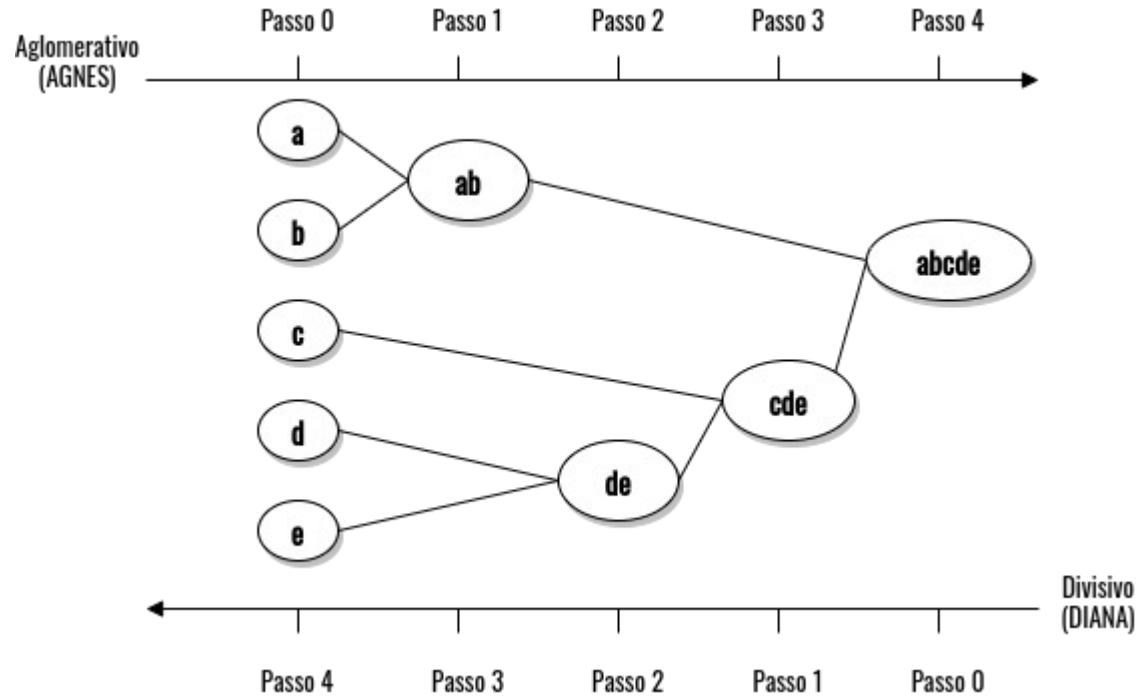 Passo 0 Passo 1 Passo 2 Passo 3 Passo 4
Aglomerativo
(AGNES)
a
ab
b
abcde
c
cde
d
de
e
Divisivo
(DIANA)
Passo 4 Passo 3 Passo 2 Passo 1 Passo 0